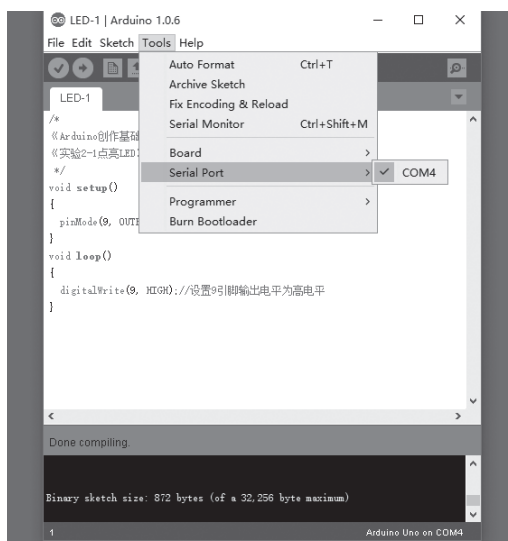 LED-1 | Arduino 1.0.6
File Edit Sketch Tools Help
Auto Format Ctrl+T
Archive Sketch
Fix Encoding & Reload
Serial Monitor Ctrl+Shift+M
Board
Serial Port
COM4
Programmer
Burn Bootloader
LED-1
/*
《Arduino创作基础
《实验2-1点亮LED
*/
void setup()
{
pinMode(9, OUT
}
void loop()
{
digitalWrite(9, HIGH);//设置9引脚输出电平为高电平
}
Done compiling.
Binary sketch size: 872 bytes (of a 32,256 byte maximum)
1
Arduino Uno on COM4